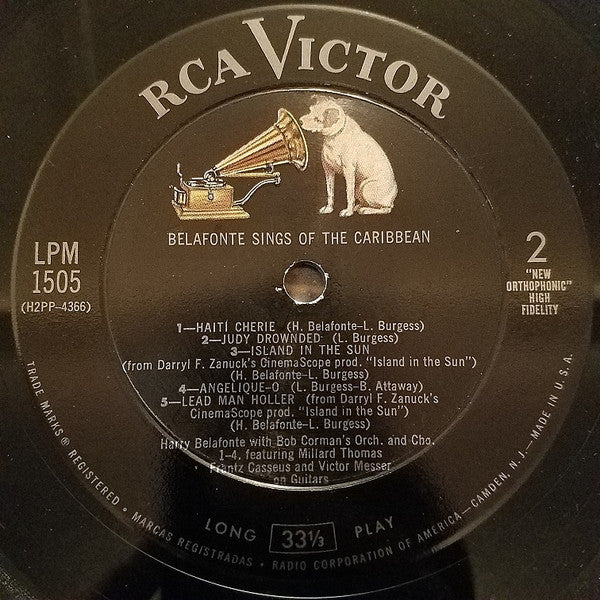 RCA VICTOR
BELAFONTE SINGS OF THE CARIBBEAN
LPM
1505
(H2PP-4366)
2
"NEW
ORTHOPHONIC"
HIGH
FIDELITY
1—HAITÍ CHERIE (H. Belafonte-L. Burgess)
2—JUDY DROWNDED (L. Burgess)
3—ISLAND IN THE SUN
(from Darryl F. Zanuck's CinemaScope prod. "Island in the Sun")
(H. Belafonte-L. Burgess)
4—ANGELIQUE-O (L. Burgess-B. Attaway)
5—LEAD MAN HOLLER (from Darryl F. Zanuck's
CinemaScope prod. "Island in the Sun")
(H. Belafonte-L. Burgess)
Harry Belafonte with Bob Corman's Orch. and Cho.
1-4, featuring Millard Thomas
Frantz Casseus and Victor Messer
on Guitars
LONG 33⅓ PLAY
TRADE MARKS ® REGISTERED • MARCAS REGISTRADAS • RADIO CORPORATION OF AMERICA—CAMDEN, N. J.—MADE IN U. S. A.